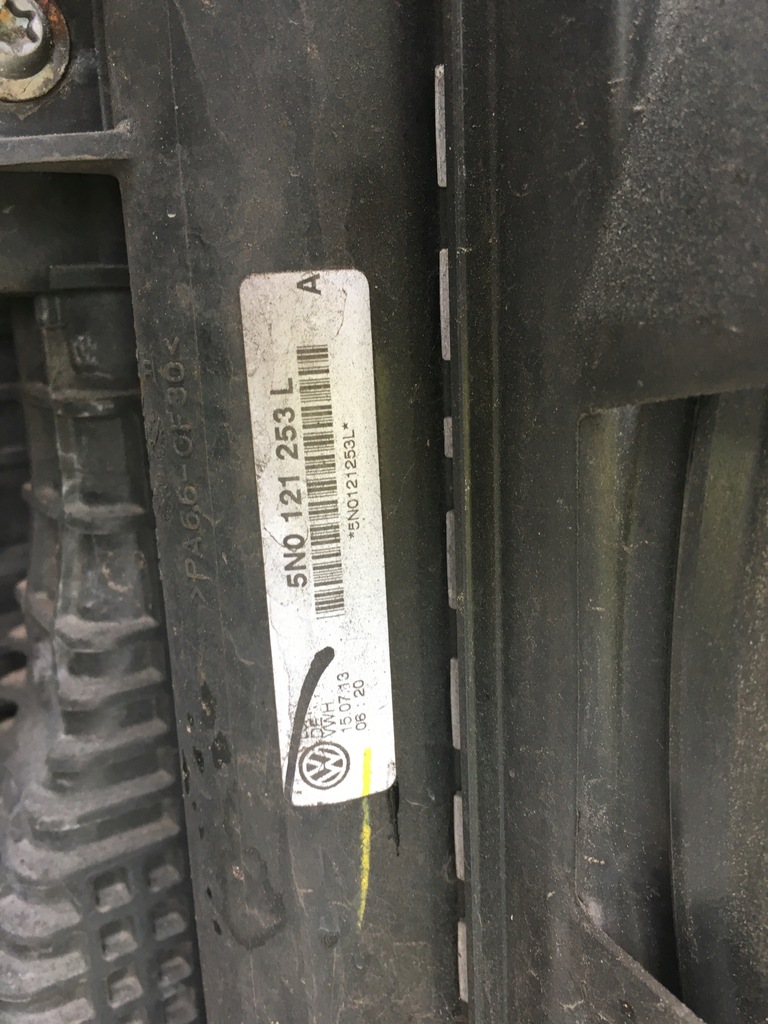 >PA66-GF30<
5N0 121 253 L
A
*5N0121253L*
DE
VWH
15.07.13
06:20